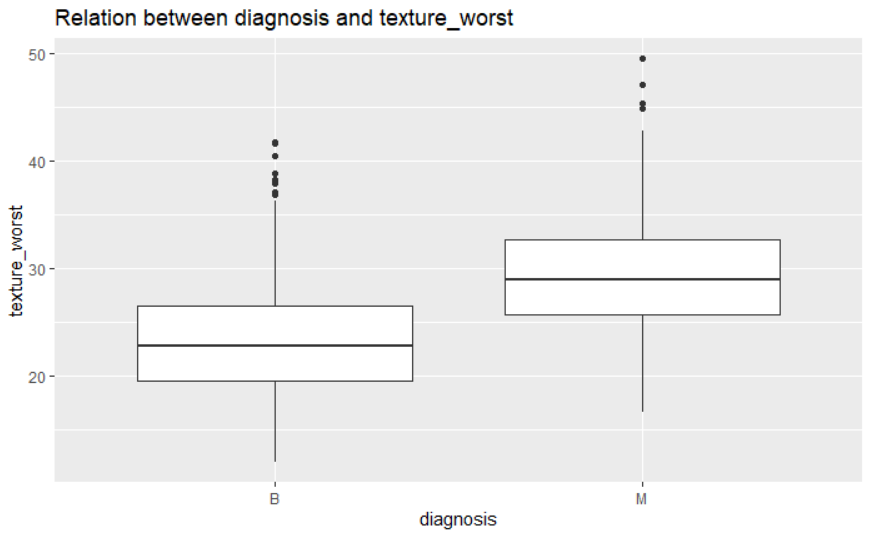 Relation between diagnosis and texture_worst
50
40
30
20
texture_worst
B
M
diagnosis